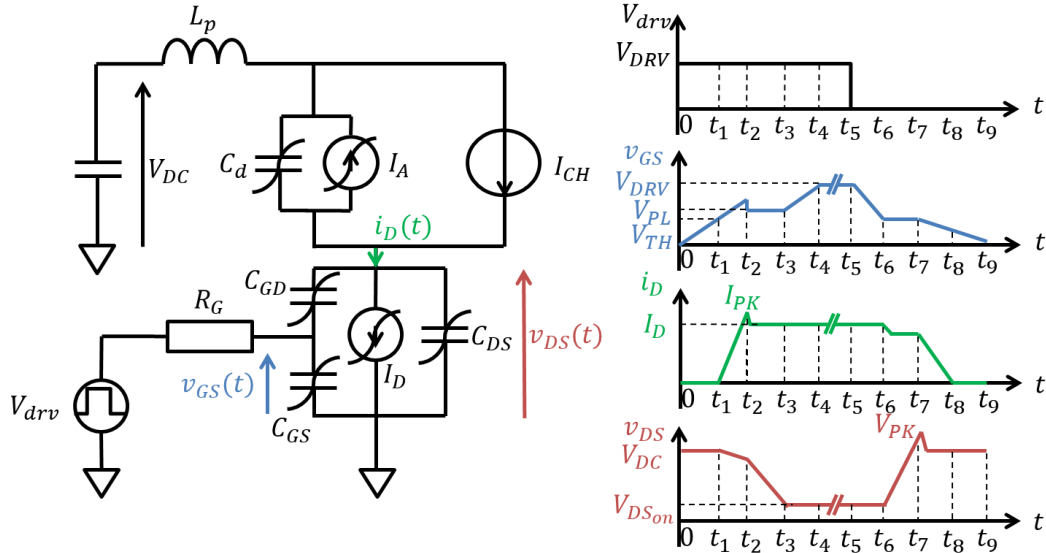 L_p
V_DC
C_d
I_A
I_CH
i_D(t)
C_GD
R_G
I_D
C_DS
v_DS(t)
v_GS(t)
V_drv
C_GS
V_drv
V_DRV
t
0 t_1 t_2 t_3 t_4 t_5 t_6 t_7 t_8 t_9
v_GS
V_DRV
V_PL
V_TH
t
0 t_1 t_2 t_3 t_4 t_5 t_6 t_7 t_8 t_9
i_D
I_PK
I_D
t
0 t_1 t_2 t_3 t_4 t_5 t_6 t_7 t_8 t_9
v_DS
V_PK
V_DC
V_DS_on
t
0 t_1 t_2 t_3 t_4 t_5 t_6 t_7 t_8 t_9